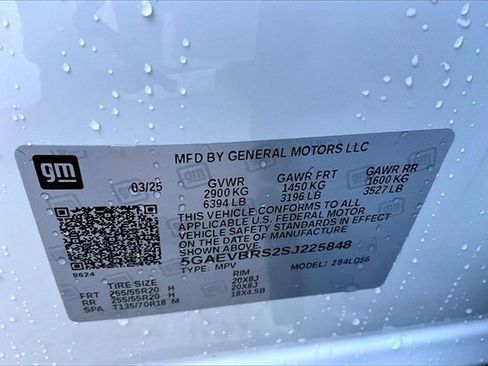 gm
MFD BY GENERAL MOTORS LLC
03/25 GVWR GAWR FRT GAWR RR
2900 KG 1450 KG 1600 KG
6394 LB 3196 LB 3527 LB
THIS VEHICLE CONFORMS TO ALL
APPLICABLE U.S. FEDERAL MOTOR
VEHICLE SAFETY STANDARDS IN EFFECT
ON THE DATE OF MANUFACTURE
SHOWN ABOVE.
5GAEVBRS2SJ225848
TYPE: MPV MODEL: 284LD56
9624
TIRE SIZE RIM
FRT 255/55R20 H 20X8J
RR 255/55R20 H 20X8J
SPA T135/70R18 M 18X4.5B